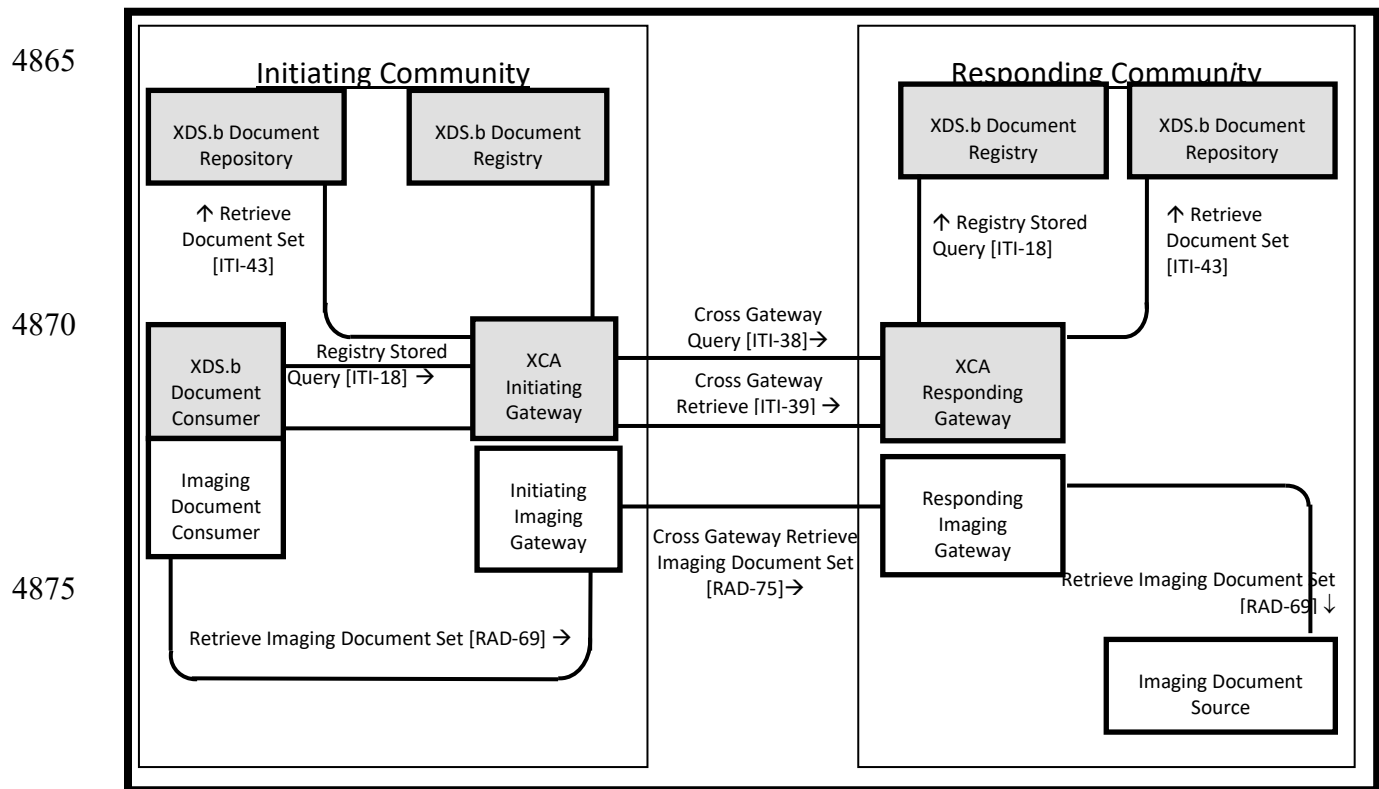 4865
Initiating Community
Responding Community
XDS.b Document
Repository
XDS.b Document
Registry
XDS.b Document
Registry
XDS.b Document
Repository
↑ Retrieve
Document Set
[ITI-43]
↑ Registry Stored
Query [ITI-18]
↑ Retrieve
Document Set
[ITI-43]
4870
XDS.b
Document
Consumer
Registry Stored
Query [ITI-18] →
XCA
Initiating
Gateway
Cross Gateway
Query [ITI-38]→
Cross Gateway
Retrieve [ITI-39] →
XCA
Responding
Gateway
Imaging
Document
Consumer
Initiating
Imaging
Gateway
Cross Gateway Retrieve
Imaging Document Set
[RAD-75]→
Responding
Imaging
Gateway
4875
Retrieve Imaging Document Set
[RAD-69] ↓
Retrieve Imaging Document Set [RAD-69] →
Imaging Document
Source